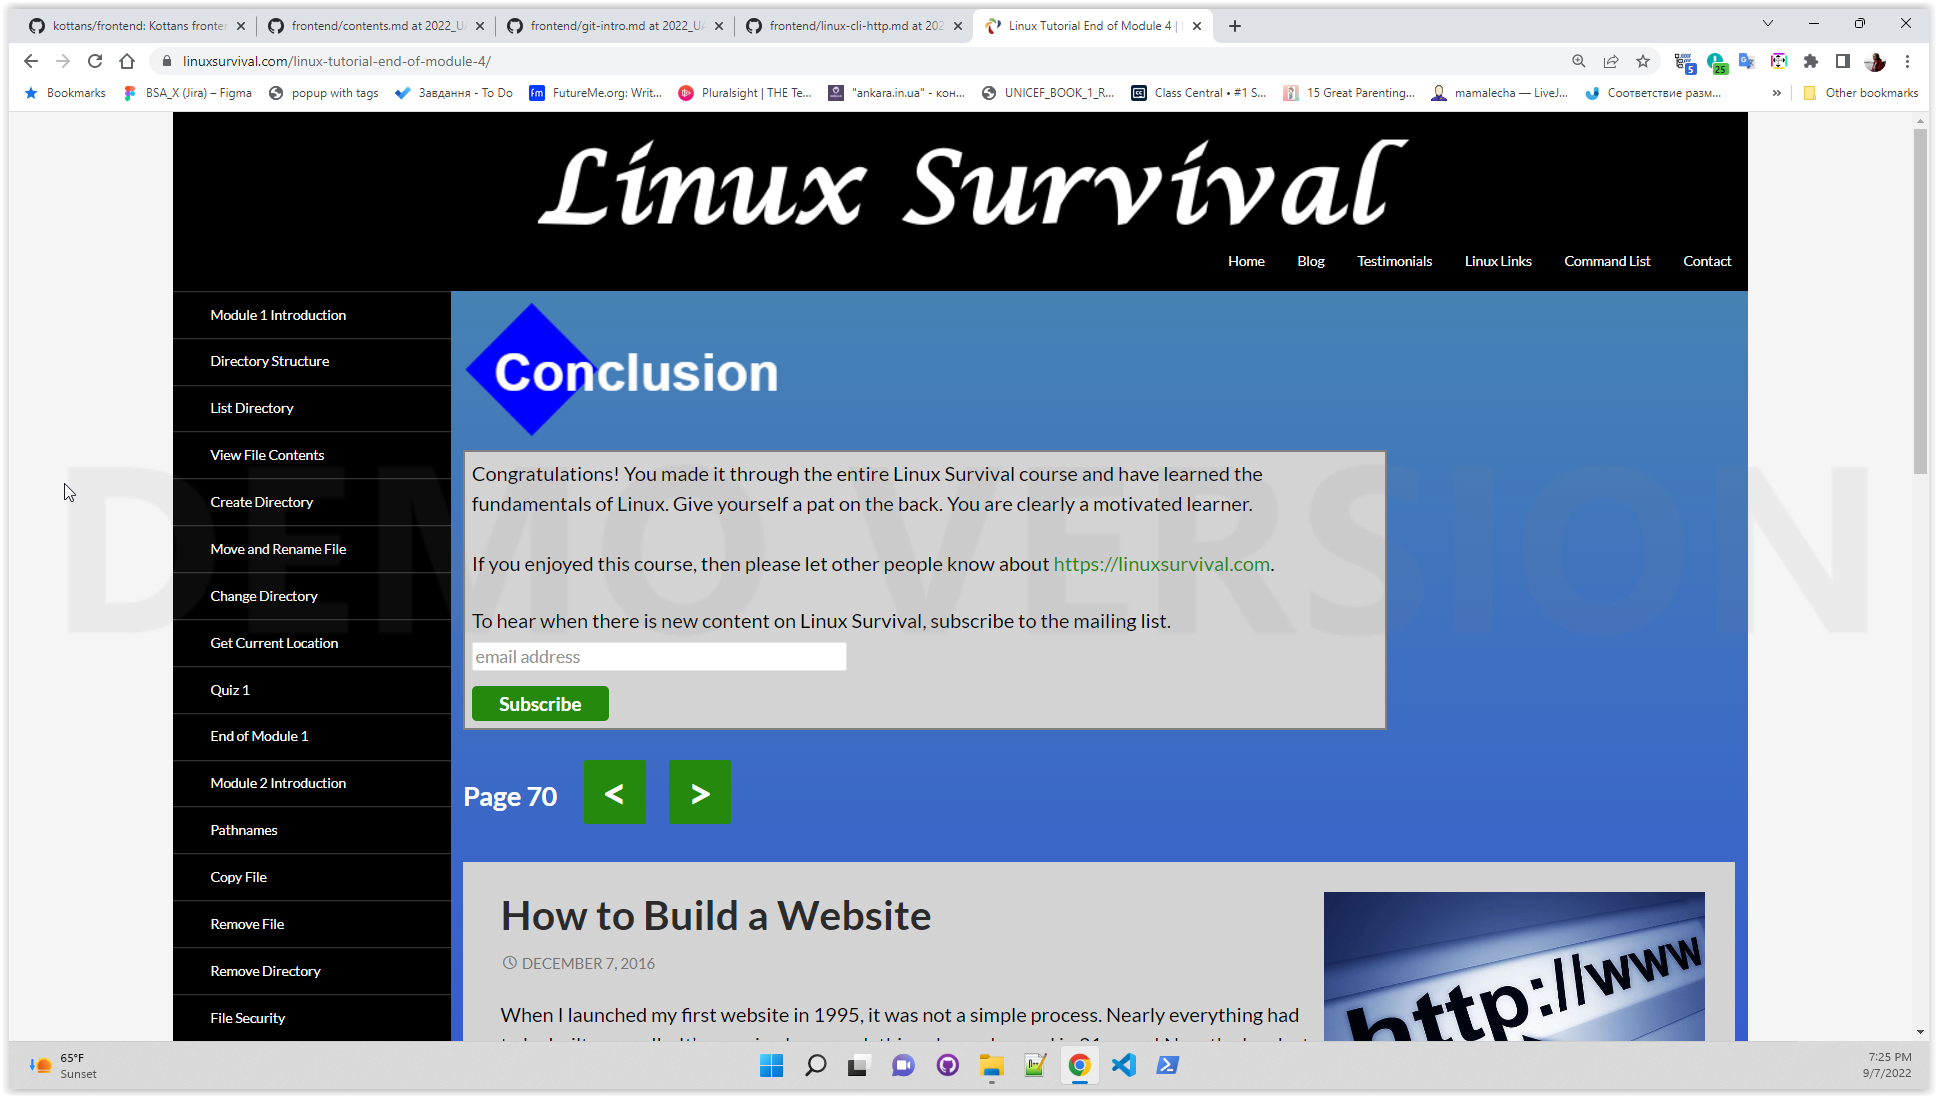 kottans/frontend: Kottans fronte
frontend/contents.md at 2022_U
frontend/git-intro.md at 2022_U
frontend/linux-cli-http.md at 202
Linux Tutorial End of Module 4 |
linuxsurvival.com/linux-tutorial-end-of-module-4/
5
25
Bookmarks
BSA_X (Jira) – Figma
popup with tags
Завдання - To Do
fm
FutureMe.org: Writ...
Pluralsight | THE Te...
"ankara.in.ua" - кон...
UNICEF_BOOK_1_R...
Class Central • #1 S...
15 Great Parenting...
mamalecha — LiveJ...
Соответствие разм...
»
Other bookmarks
Linux Survival
Home
Blog
Testimonials
Linux Links
Command List
Contact
Module 1 Introduction
Directory Structure
List Directory
View File Contents
Create Directory
Move and Rename File
Change Directory
Get Current Location
Quiz 1
End of Module 1
Module 2 Introduction
Pathnames
Copy File
Remove File
Remove Directory
File Security
Conclusion
Congratulations! You made it through the entire Linux Survival course and have learned the
fundamentals of Linux. Give yourself a pat on the back. You are clearly a motivated learner.
If you enjoyed this course, then please let other people know about https://linuxsurvival.com.
To hear when there is new content on Linux Survival, subscribe to the mailing list.
email address
Subscribe
Page 70
<
>
DEMO VERSION
How to Build a Website
DECEMBER 7, 2016
When I launched my first website in 1995, it was not a simple process. Nearly everything had
http://www
65°F
Sunset
7:25 PM
9/7/2022